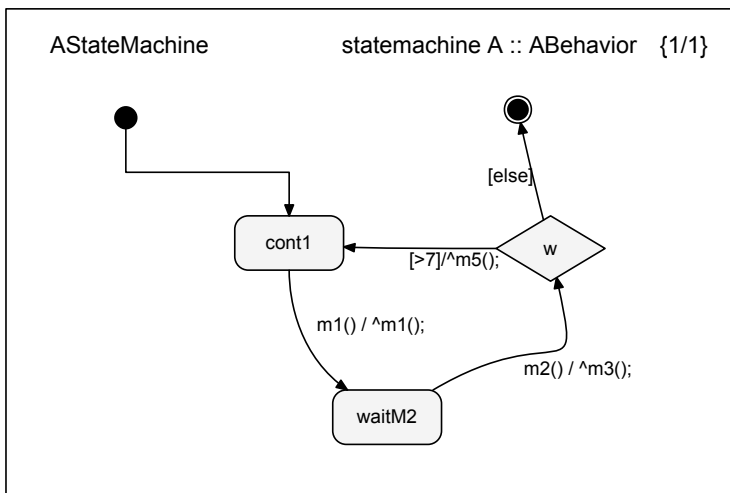 AStateMachine
statemachine A :: ABehavior {1/1}
[else]
cont1
w
[>7]/^m5();
m1() / ^m1();
m2() / ^m3();
waitM2